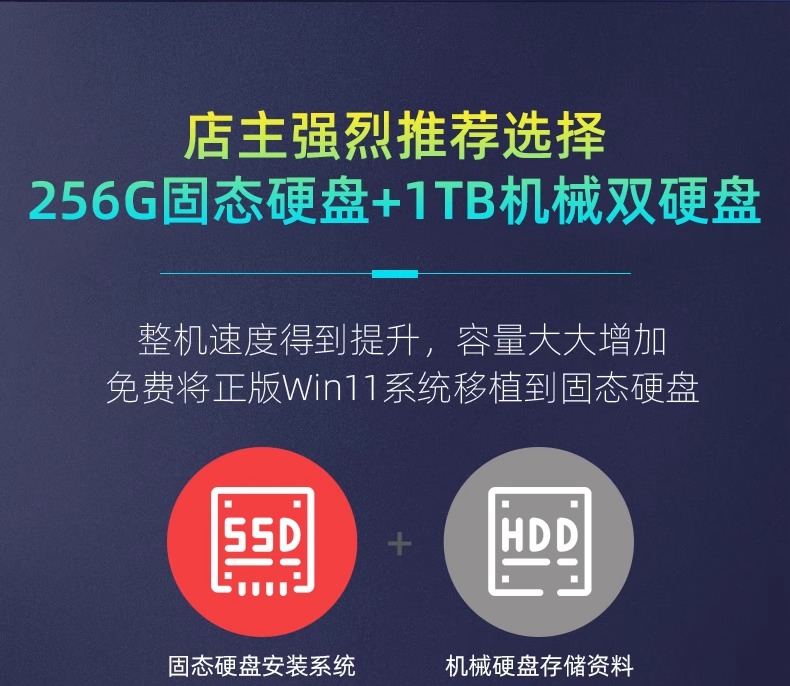 店主强烈推荐选择
256G固态硬盘+1TB机械双硬盘
整机速度得到提升，容量大大增加
免费将正版Win11系统移植到固态硬盘
SSD + HDD
固态硬盘安装系统 机械硬盘存储资料